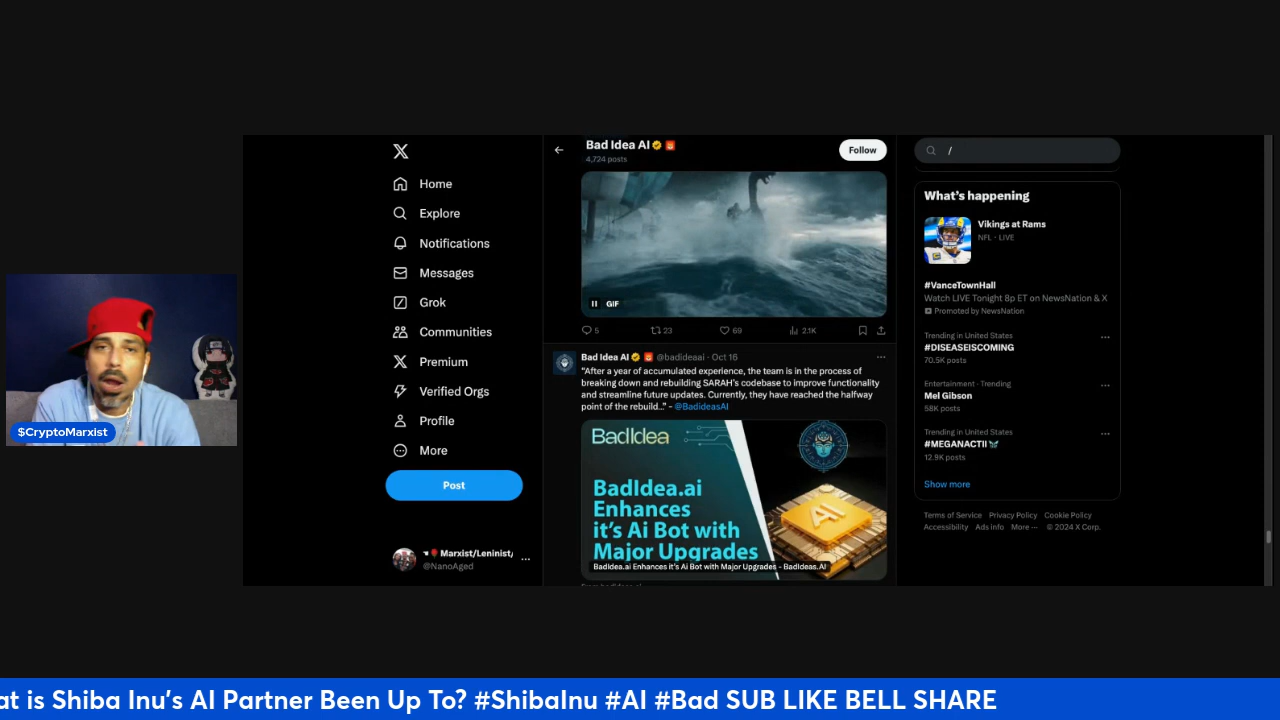 Home
Explore
Notifications
Messages
Grok
Communities
Premium
Verified Orgs
Profile
More
Post
Marxist/Leninist/
@NanoAged
Bad Idea AI
4,724 posts
Follow
GIF
5
23
69
2.1K
Bad Idea AI @badideaai · Oct 16
“After a year of accumulated experience, the team is in the process of
breaking down and rebuilding SARAH's codebase to improve functionality
and streamline future updates. Currently, they have reached the halfway
point of the rebuild...” - @BadideasAI
BadIdea
BadIdea.ai
Enhances
it's Ai Bot with
Major Upgrades
AI
BadIdea.ai Enhances it's Ai Bot with Major Upgrades - BadIdeas.AI
/
What's happening
Vikings at Rams
NFL · LIVE
#VanceTownHall
Watch LIVE Tonight 8p ET on NewsNation & X
Promoted by NewsNation
Trending in United States
#DISEASEISCOMING
70.5K posts
Entertainment · Trending
Mel Gibson
58K posts
Trending in United States
#MEGANACTII
12.9K posts
Show more
Terms of Service Privacy Policy Cookie Policy
Accessibility Ads info More ··· © 2024 X Corp.
$CryptoMarxist
at is Shiba Inu's AI Partner Been Up To? #ShibaInu #AI #Bad SUB LIKE BELL SHARE